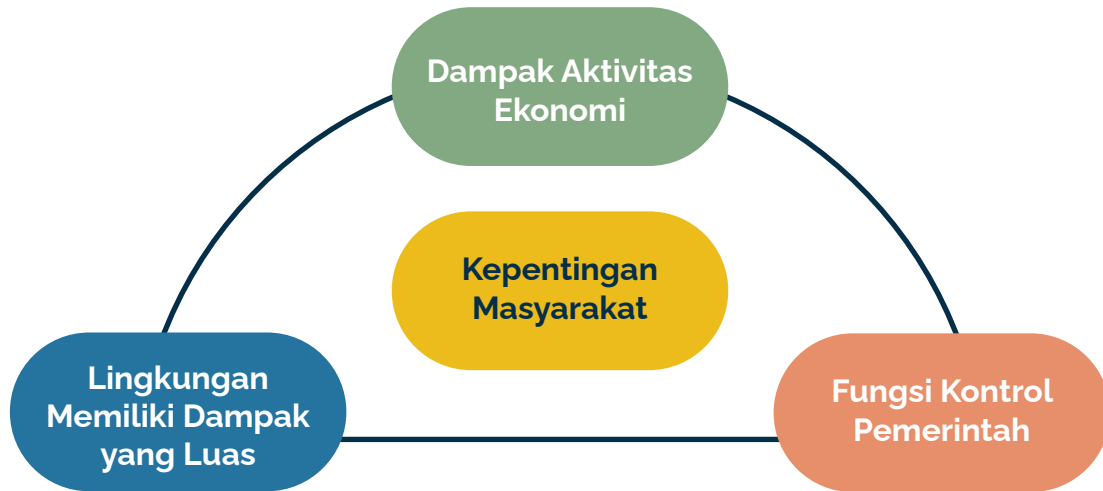 Dampak Aktivitas
Ekonomi
Kepentingan
Masyarakat
Lingkungan
Memiliki Dampak
yang Luas
Fungsi Kontrol
Pemerintah